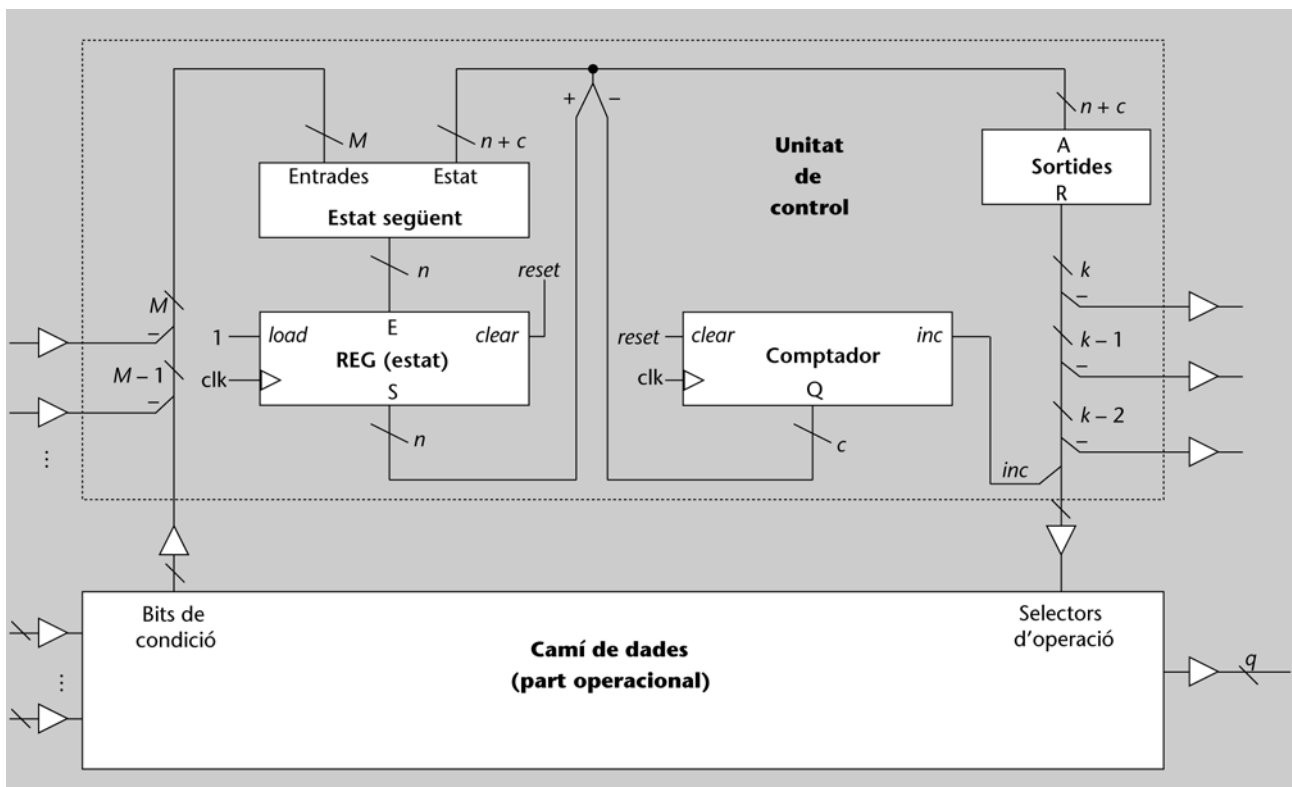 +
–
M
n + c
n + c
Unitat
de
control
A
Sortides
R
Entrades
Estat
Estat següent
n
reset
k
M
–
–
1
load
E
clear
reset
clear
inc
REG (estat)
Comptador
k – 1
M – 1
clk
S
clk
Q
–
–
k – 2
n
c
–
inc
⋮
Bits de
condició
Selectors
d’operació
Camí de dades
(part operacional)
q
⋮